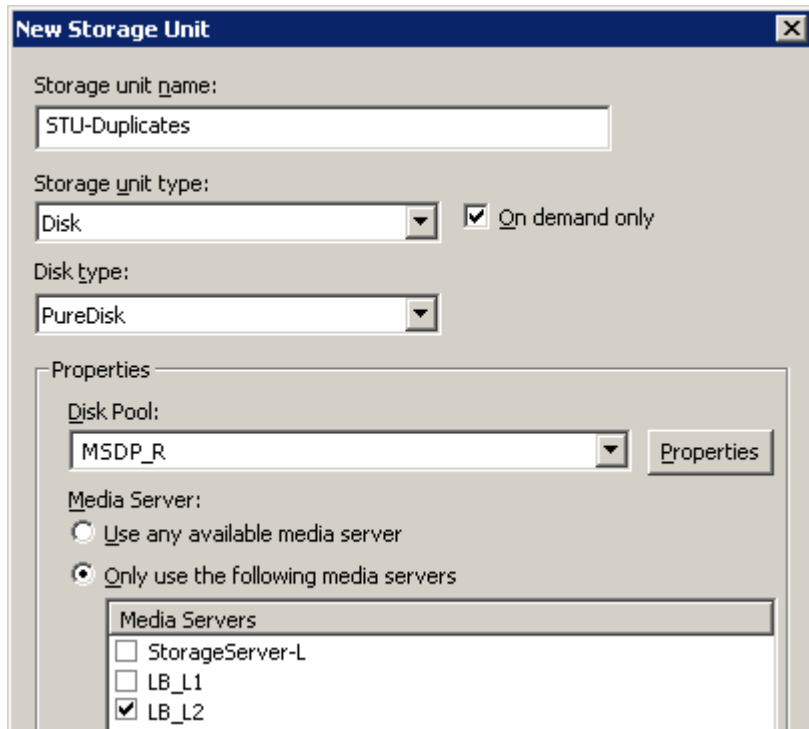 New Storage Unit
Storage unit name:
STU-Duplicates
Storage unit type:
Disk
On demand only
Disk type:
PureDisk
Properties
Disk Pool:
MSDP_R
Properties
Media Server:
Use any available media server
Only use the following media servers
Media Servers
StorageServer-L
LB_L1
LB_L2